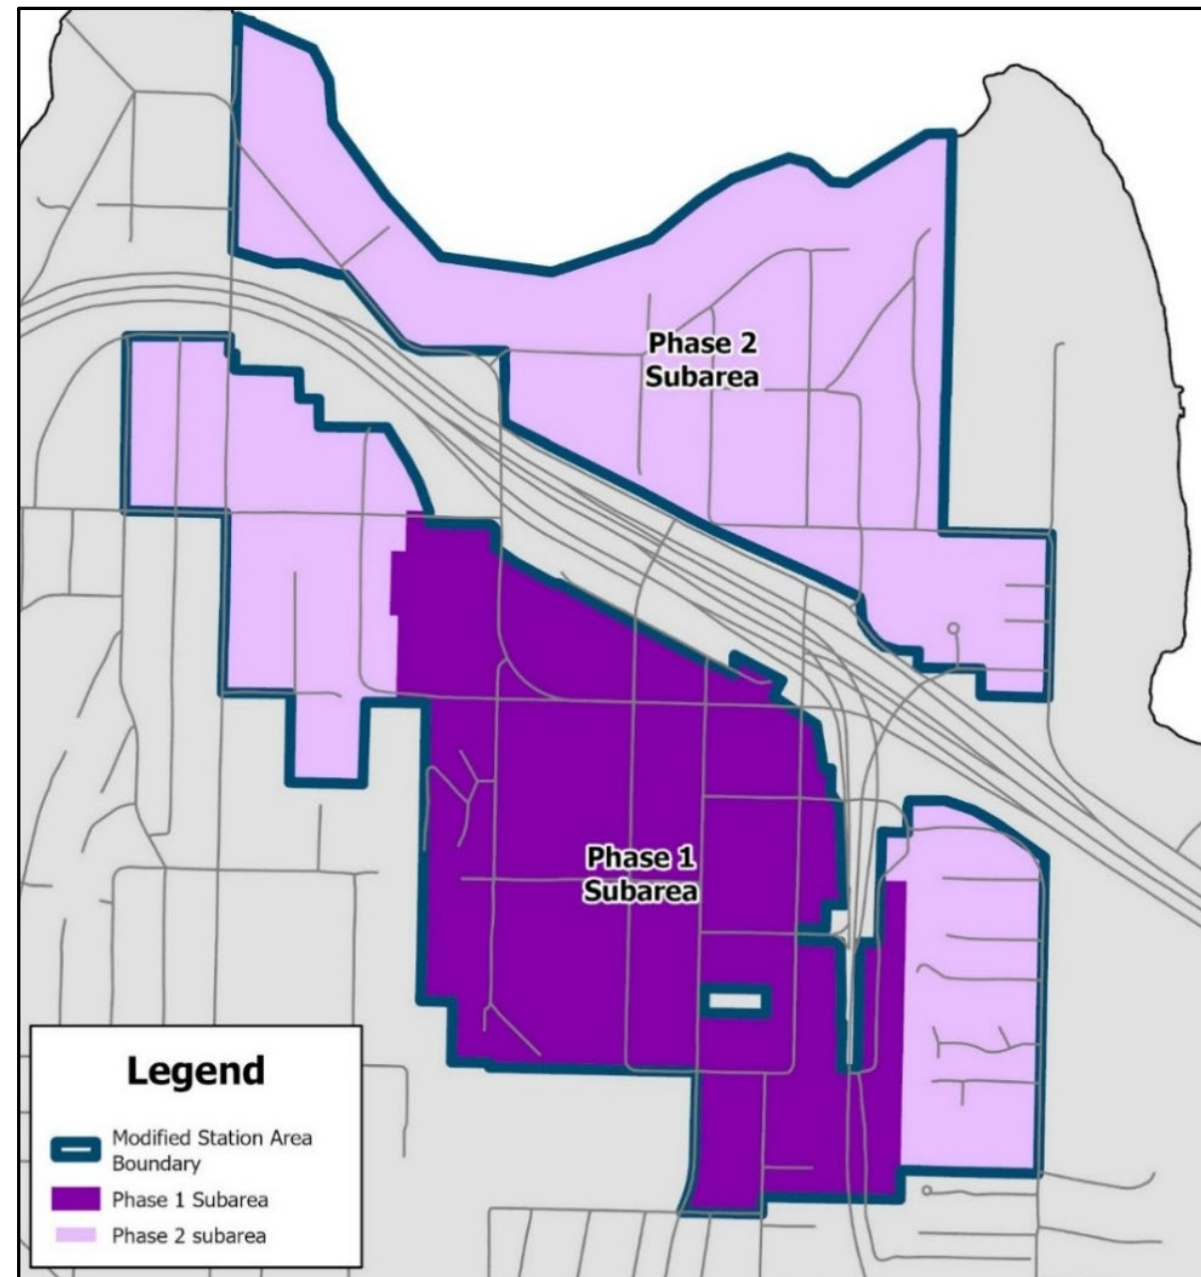 Phase 2
Subarea
Phase 1
Subarea
Legend
Modified Station Area
Boundary
Phase 1 Subarea
Phase 2 subarea